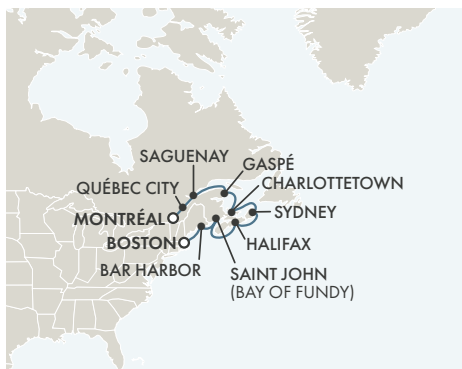 SAGUENAY
GASPÉ
CHARLOTTETOWN
QUÉBEC CITY
SYDNEY
MONTRÉAL
BOSTON
HALIFAX
BAR HARBOR
SAINT JOHN
(BAY OF FUNDY)